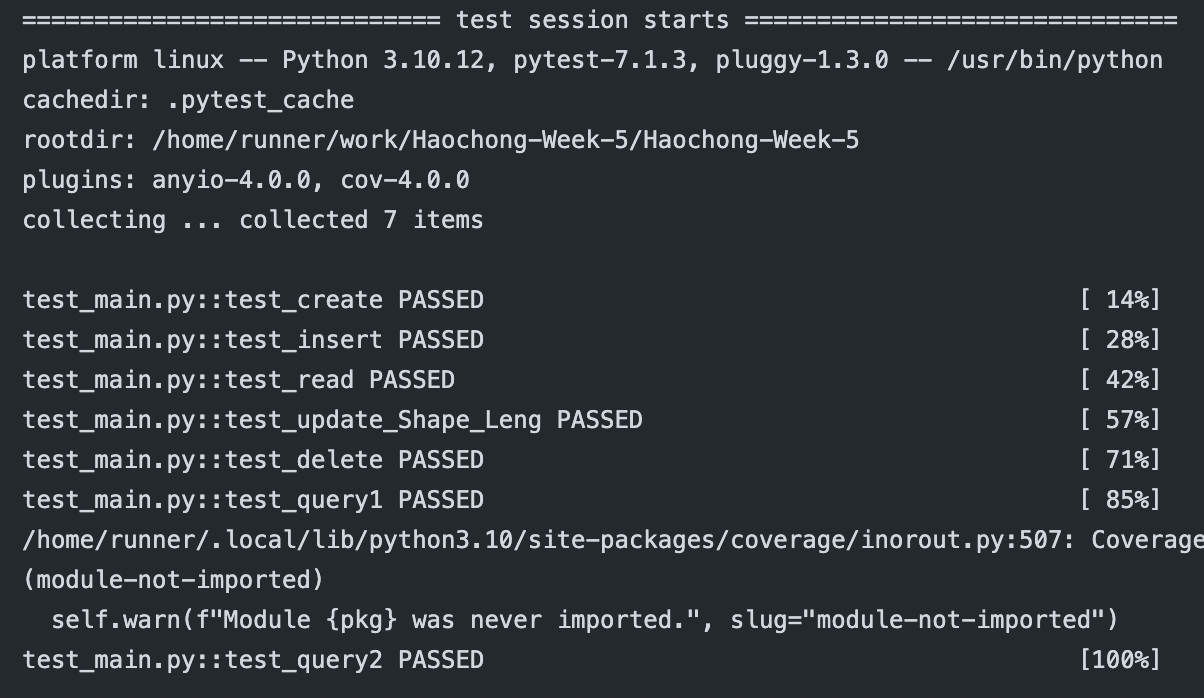 ============================= test session starts ==============================
platform linux -- Python 3.10.12, pytest-7.1.3, pluggy-1.3.0 -- /usr/bin/python
cachedir: .pytest_cache
rootdir: /home/runner/work/Haochong-Week-5/Haochong-Week-5
plugins: anyio-4.0.0, cov-4.0.0
collecting ... collected 7 items
test_main.py::test_create PASSED [ 14%]
test_main.py::test_insert PASSED [ 28%]
test_main.py::test_read PASSED [ 42%]
test_main.py::test_update_Shape_Leng PASSED [ 57%]
test_main.py::test_delete PASSED [ 71%]
test_main.py::test_query1 PASSED [ 85%]
/home/runner/.local/lib/python3.10/site-packages/coverage/inorout.py:507: Coverage
(module-not-imported)
  self.warn(f"Module {pkg} was never imported.", slug="module-not-imported")
test_main.py::test_query2 PASSED [100%]